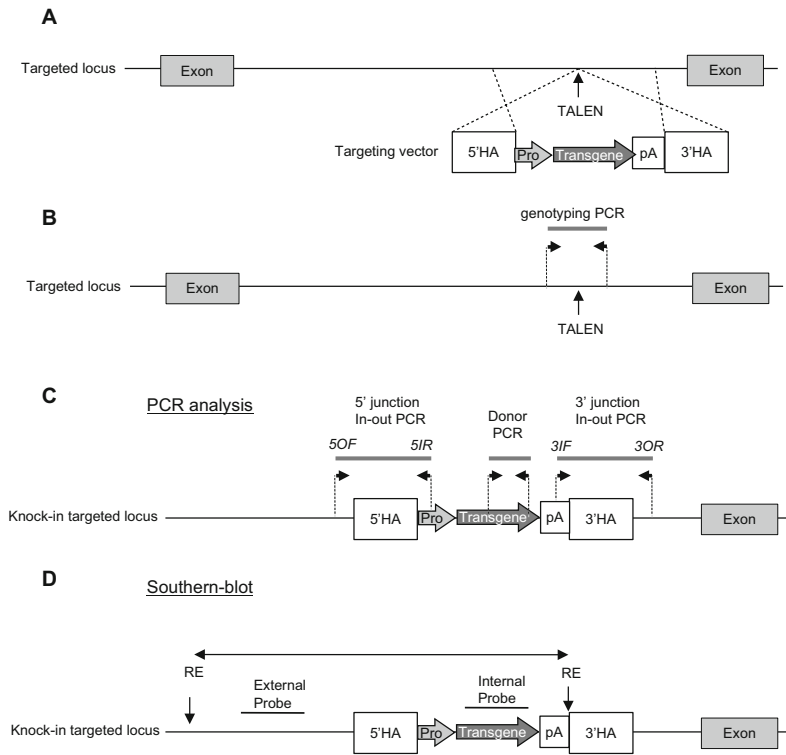 A
Targeted locus
Exon
Exon
TALEN
Targeting vector
5'HA
Pro
Transgene
pA
3'HA
B
genotyping PCR
Targeted locus
Exon
Exon
TALEN
C
PCR analysis
5' junction
In-out PCR
Donor
PCR
3' junction
In-out PCR
5OF
5IR
3IF
3OR
Knock-in targeted locus
5'HA
Pro
Transgene
pA
3'HA
Exon
D
Southern-blot
RE
RE
External
Probe
Internal
Probe
Knock-in targeted locus
5'HA
Pro
Transgene
pA
3'HA
Exon